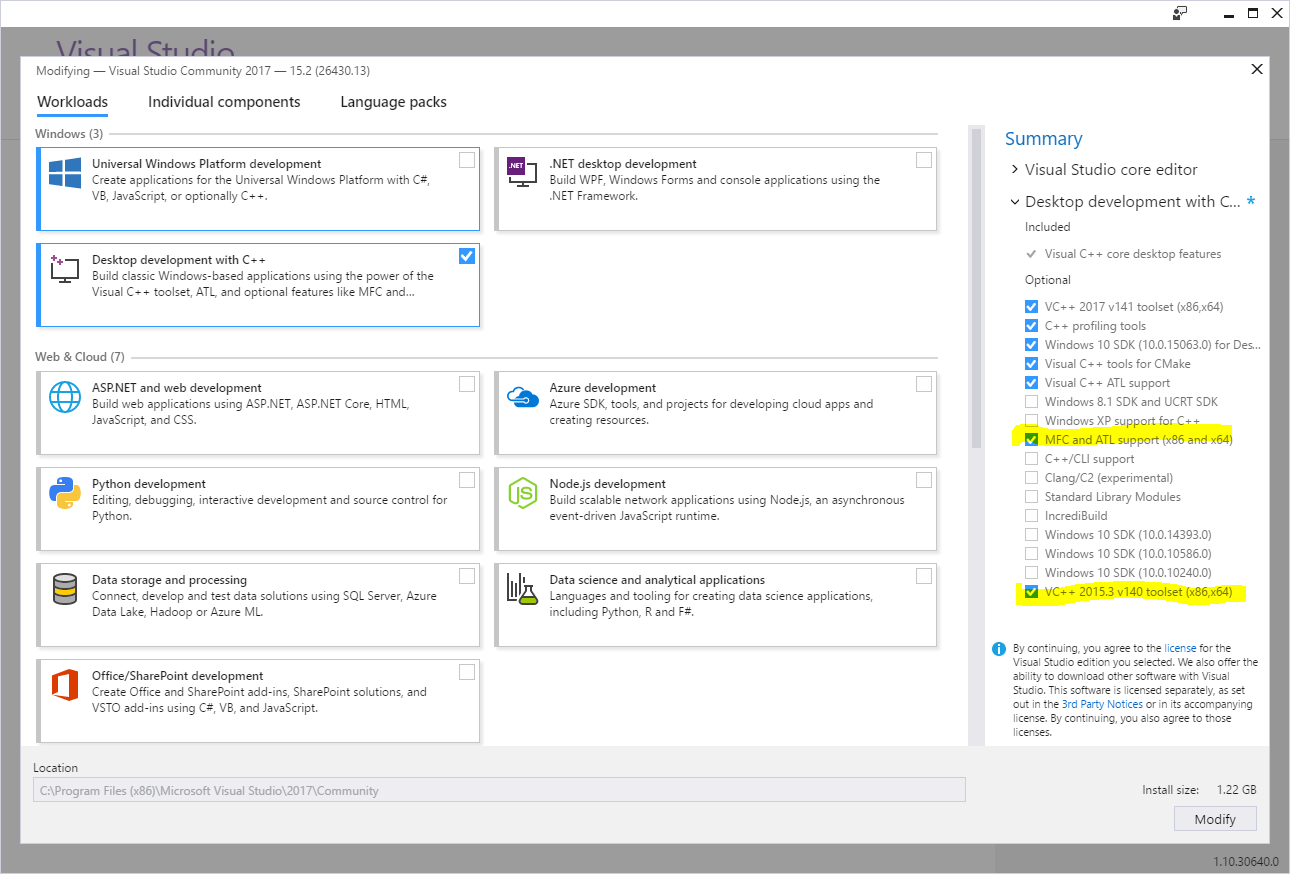 Visual Studio
Modifying — Visual Studio Community 2017 — 15.2 (26430.13)
Workloads
Individual components
Language packs
Windows (3)
Universal Windows Platform development
Create applications for the Universal Windows Platform with C#,
VB, JavaScript, or optionally C++.
.NET
.NET desktop development
Build WPF, Windows Forms and console applications using the
.NET Framework.
Desktop development with C++
Build classic Windows-based applications using the power of the
Visual C++ toolset, ATL, and optional features like MFC and...
Web & Cloud (7)
ASP.NET and web development
Build web applications using ASP.NET, ASP.NET Core, HTML,
JavaScript, and CSS.
Azure development
Azure SDK, tools, and projects for developing cloud apps and
creating resources.
Python development
Editing, debugging, interactive development and source control for
Python.
JS
Node.js development
Build scalable network applications using Node.js, an asynchronous
event-driven JavaScript runtime.
Data storage and processing
Connect, develop and test data solutions using SQL Server, Azure
Data Lake, Hadoop or Azure ML.
Data science and analytical applications
Languages and tooling for creating data science applications,
including Python, R and F#.
Office/SharePoint development
Create Office and SharePoint add-ins, SharePoint solutions, and
VSTO add-ins using C#, VB, and JavaScript.
Summary
Visual Studio core editor
Desktop development with C... *
Included
Visual C++ core desktop features
Optional
VC++ 2017 v141 toolset (x86,x64)
C++ profiling tools
Windows 10 SDK (10.0.15063.0) for Des...
Visual C++ tools for CMake
Visual C++ ATL support
Windows 8.1 SDK and UCRT SDK
Windows XP support for C++
MFC and ATL support (x86 and x64)
C++/CLI support
Clang/C2 (experimental)
Standard Library Modules
IncrediBuild
Windows 10 SDK (10.0.14393.0)
Windows 10 SDK (10.0.10586.0)
Windows 10 SDK (10.0.10240.0)
VC++ 2015.3 v140 toolset (x86,x64)
By continuing, you agree to the license for the
Visual Studio edition you selected. We also offer the
ability to download other software with Visual
Studio. This software is licensed separately, as set
out in the 3rd Party Notices or in its accompanying
license. By continuing, you also agree to those
licenses.
Location
C:\Program Files (x86)\Microsoft Visual Studio\2017\Community
Install size: 1.22 GB
Modify
1.10.30640.0